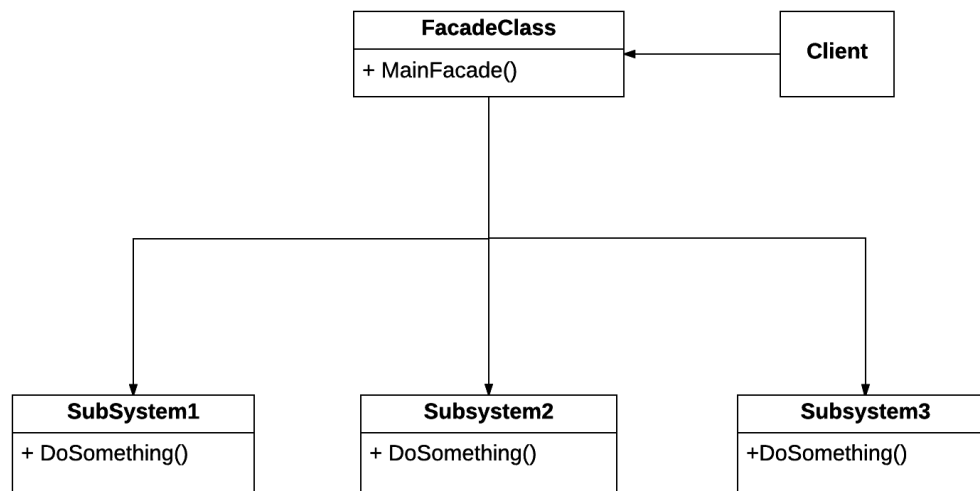 FacadeClass
+ MainFacade()
Client
SubSystem1
+ DoSomething()
Subsystem2
+ DoSomething()
Subsystem3
+DoSomething()